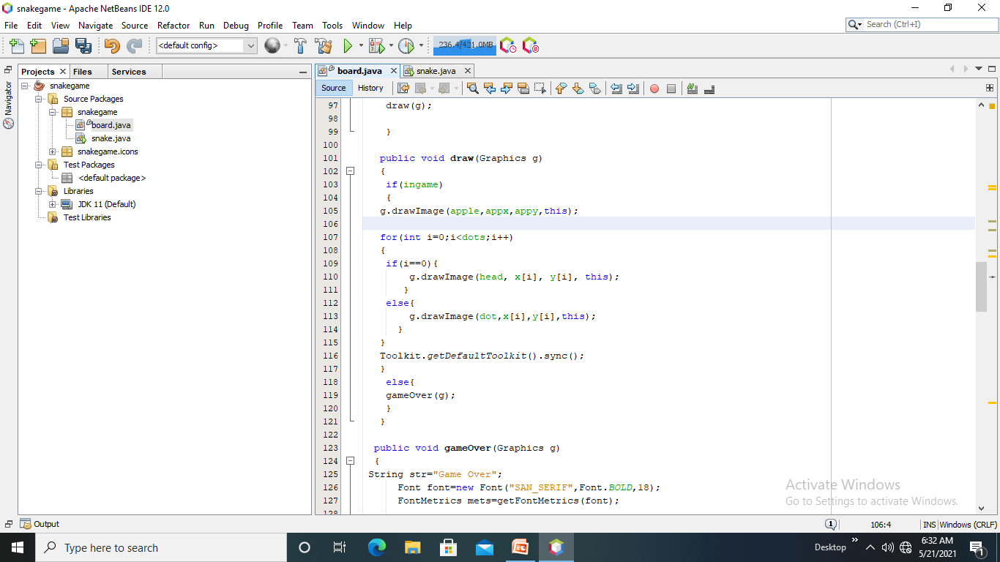 snakegame - Apache NetBeans IDE 12.0
File Edit View Navigate Source Refactor Run Debug Profile Team Tools Window Help
Search (Ctrl+I)
<default config>
236.4/421.0MB
Projects Files Services
Navigator
snakegame
Source Packages
snakegame
board.java
snake.java
snakegame.icons
Test Packages
<default package>
Libraries
JDK 11 (Default)
Test Libraries
board.java snake.java
Source History
97 draw(g);
98
99 }
100
101 public void draw(Graphics g)
102 {
103 if(ingame)
104 {
105 g.drawImage(apple,appx,appy,this);
106
107 for(int i=0;i<dots;i++)
108 {
109 if(i==0){
110 g.drawImage(head, x[i], y[i], this);
111 }
112 else{
113 g.drawImage(dot,x[i],y[i],this);
114 }
115 }
116 Toolkit.getDefaultToolkit().sync();
117 }
118 else{
119 gameOver(g);
120 }
121 }
122
123 public void gameOver(Graphics g)
124 {
125 String str="Game Over";
126 Font font=new Font("SAN_SERIF",Font.BOLD,18);
127 FontMetrics mets=getFontMetrics(font);
128
Activate Windows
Go to Settings to activate Windows.
Output
1 106:4 INS Windows (CRLF)
Type here to search
Desktop
6:32 AM
5/21/2021
1